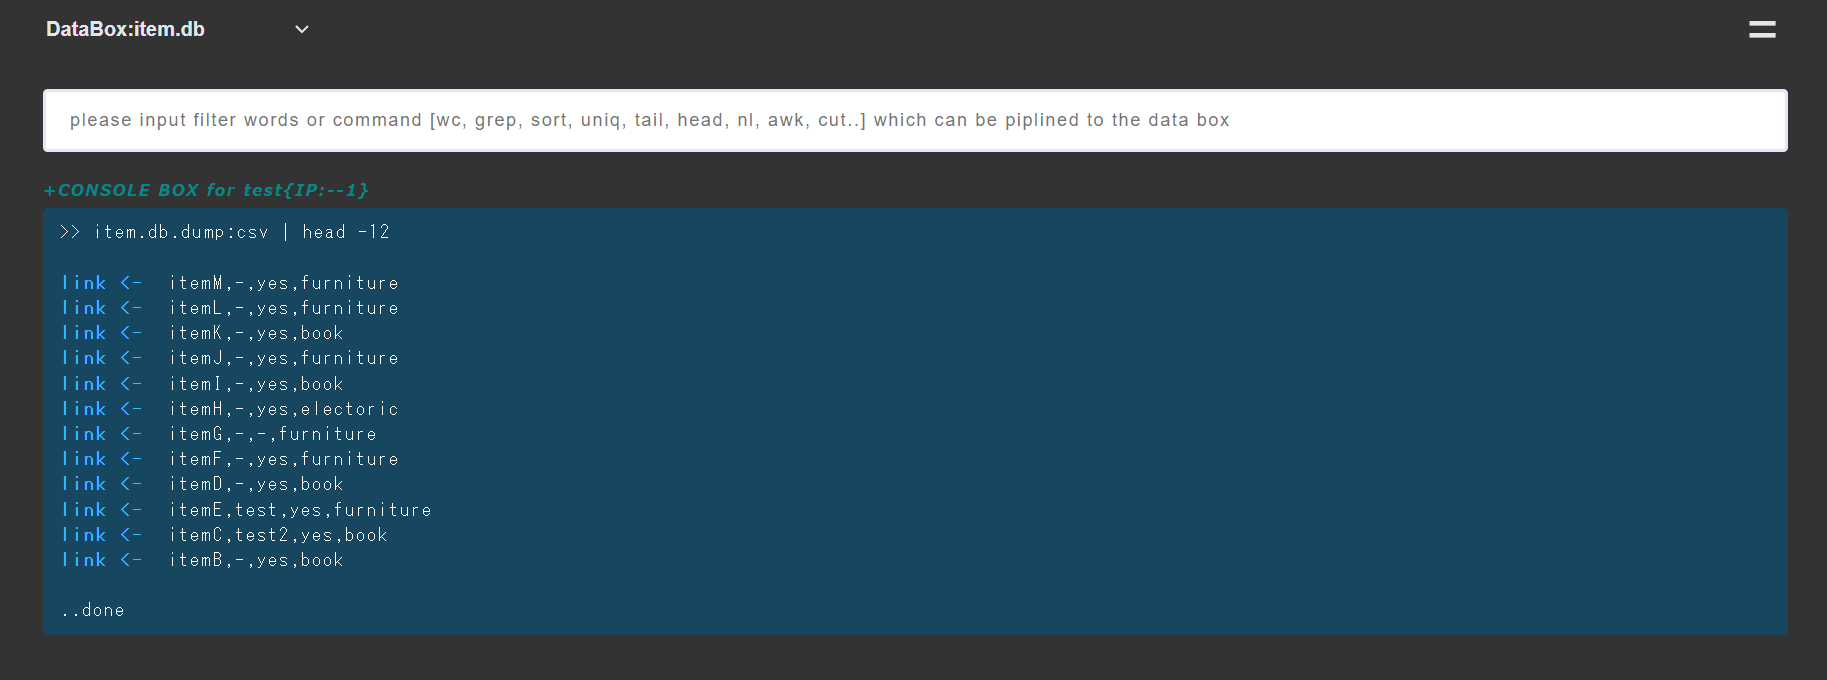 DataBox:item.db
please input filter words or command [wc, grep, sort, uniq, tail, head, nl, awk, cut..] which can be piplined to the data box
+CONSOLE BOX for test{IP:--1}
>> item.db.dump:csv | head -12
link <- itemM,-,yes,furniture
link <- itemL,-,yes,furniture
link <- itemK,-,yes,book
link <- itemJ,-,yes,furniture
link <- itemI,-,yes,book
link <- itemH,-,yes,electoric
link <- itemG,-,-,furniture
link <- itemF,-,yes,furniture
link <- itemD,-,yes,book
link <- itemE,test,yes,furniture
link <- itemC,test2,yes,book
link <- itemB,-,yes,book
..done